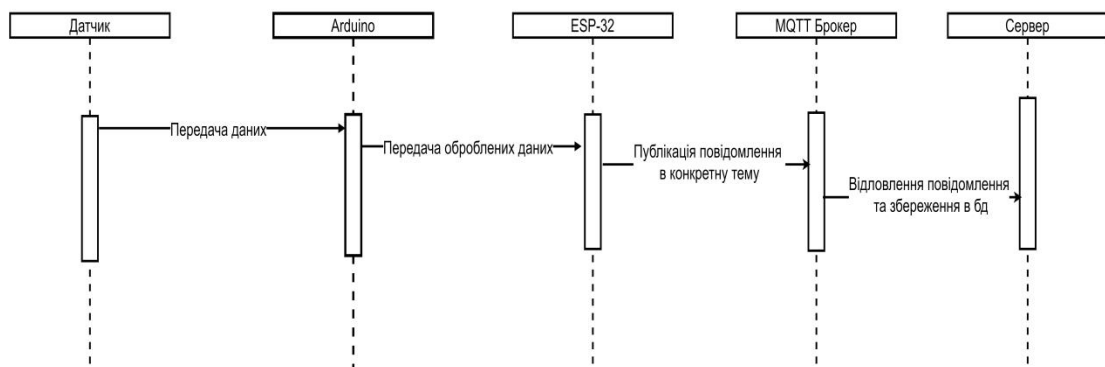 Датчик
Arduino
ESP-32
MQTT Брокер
Сервер
Передача даних
Передача оброблених даних
Публікація повідомлення
в конкретну тему
Відловлення повідомлення
та збереження в бд